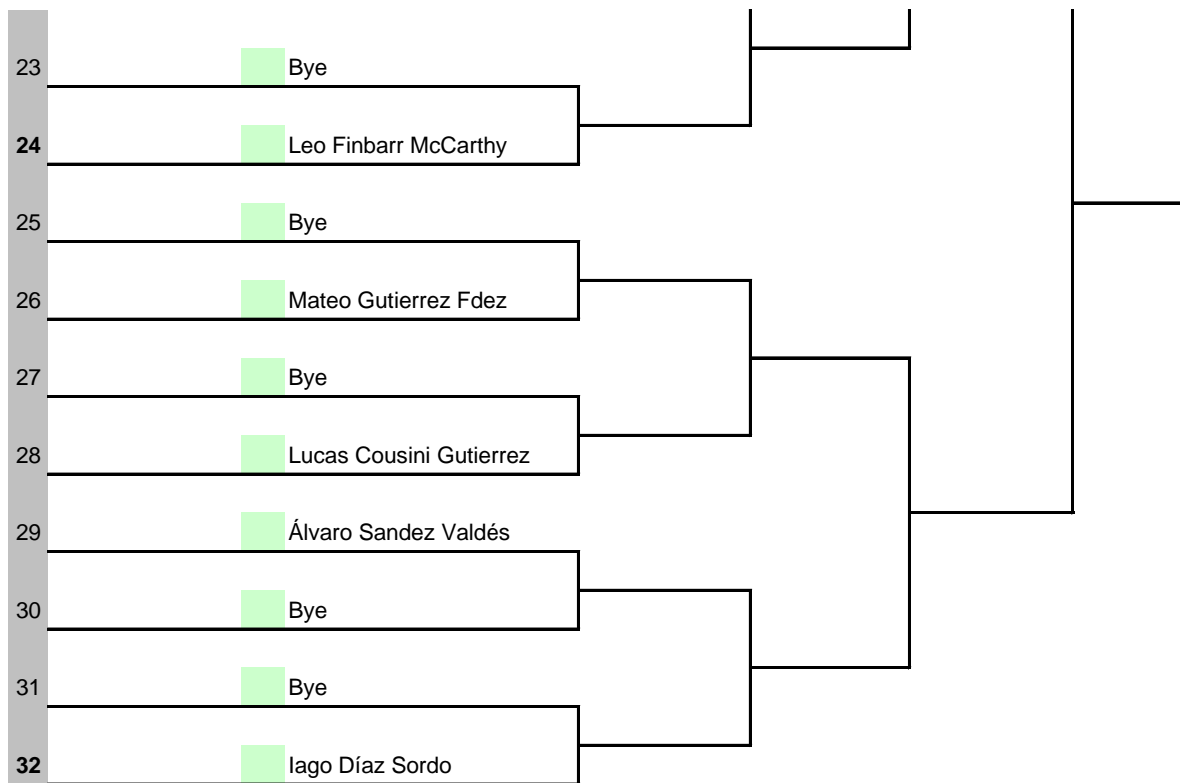 23 Bye
24 Leo Finbarr McCarthy
25 Bye
26 Mateo Gutierrez Fdez
27 Bye
28 Lucas Cousini Gutierrez
29 Álvaro Sandez Valdés
30 Bye
31 Bye
32 Iago Díaz Sordo